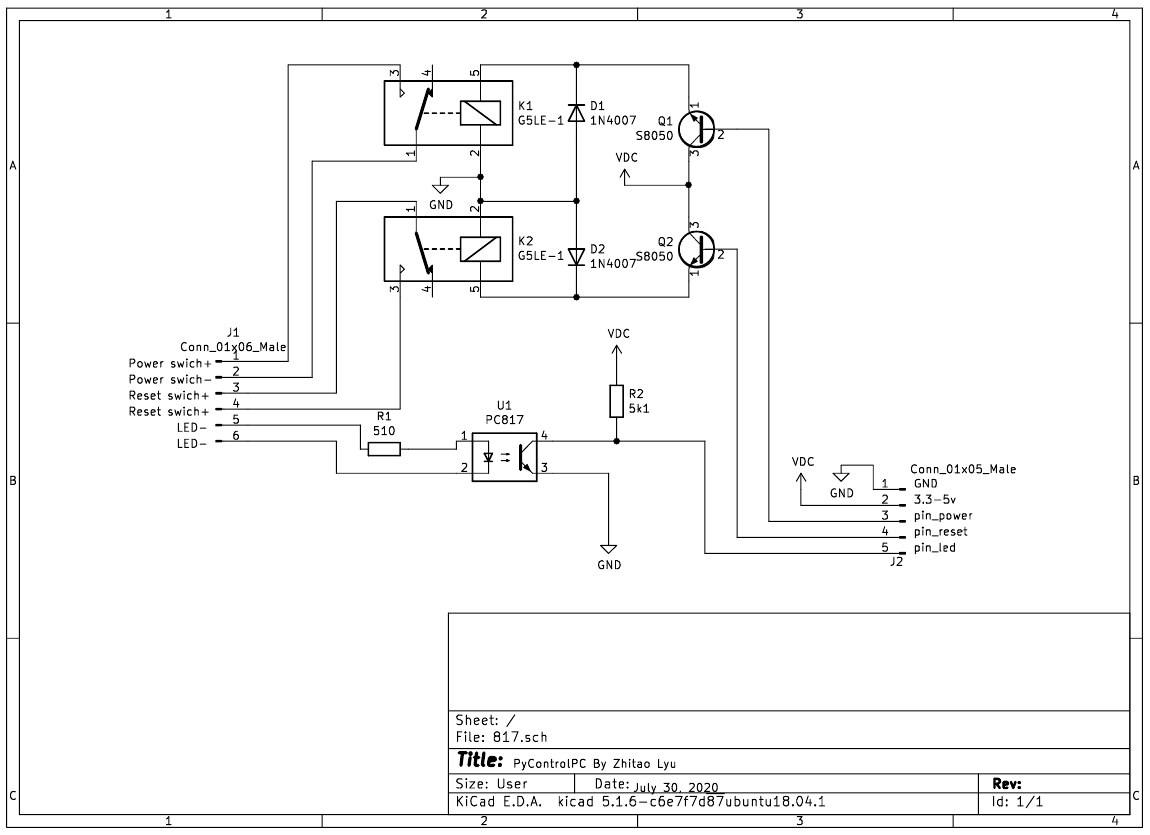 1 2 3 4
3 4 5
K1
G5LE-1
1 2
D1
1N4007
Q1
S8050
1
2
3
VDC
GND
A A
1 2
K2
G5LE-1
3 4 5
D2
1N4007
Q2
S8050
3
2
1
J1
Conn_01x06_Male
Power swich+ 1
Power swich- 2
Reset swich+ 3
Reset swich+ 4
LED- 5
LED- 6
R1
510
U1
PC817
1 4
2 3
VDC
R2
5k1
GND
B B
VDC
GND
Conn_01x05_Male
1 GND
2 3.3-5v
3 pin_power
4 pin_reset
5 pin_led
J2
Sheet: /
File: 817.sch
Title: PyControlPC By Zhitao Lyu
Size: User Date: July 30, 2020 Rev:
KiCad E.D.A. kicad 5.1.6-c6e7f7d87ubuntu18.04.1 Id: 1/1
C C
1 2 3 4